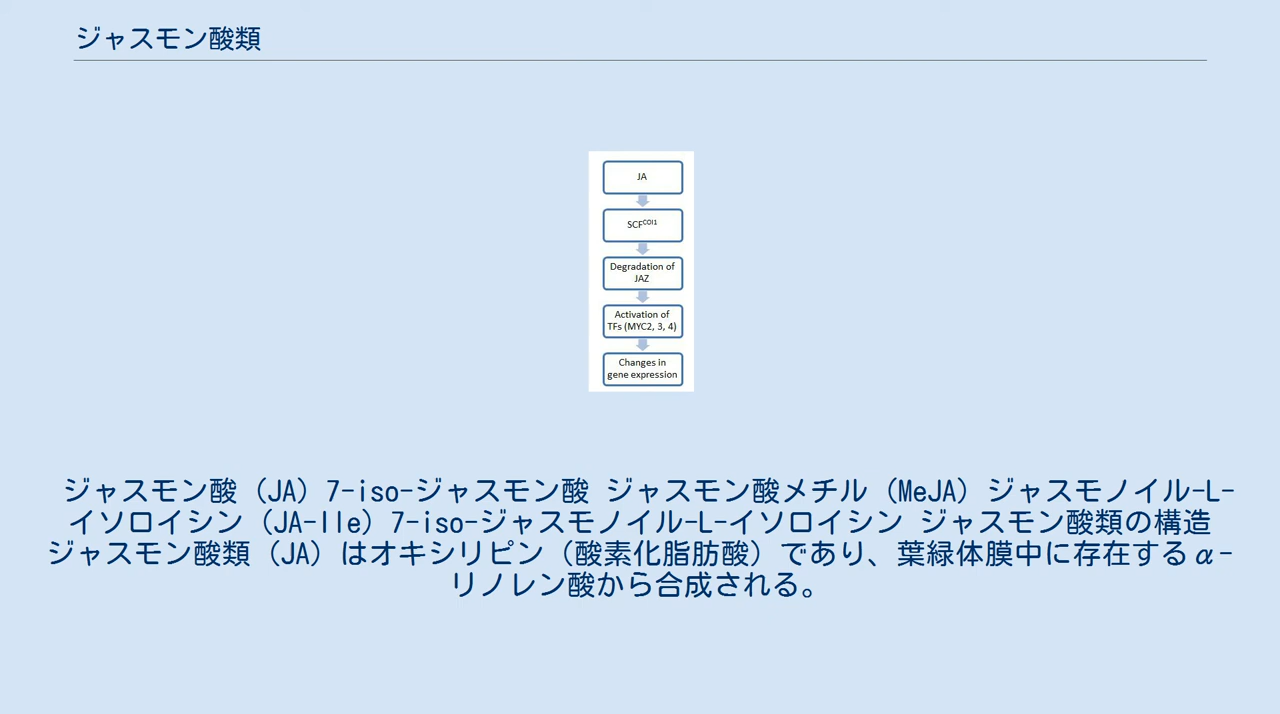 ジャスモン酸類
JA
SCFCOI1
Degradation of
JAZ
Activation of
TFs (MYC2, 3, 4)
Changes in
gene expression
ジャスモン酸（JA）7-iso-ジャスモン酸 ジャスモン酸メチル（MeJA）ジャスモノイル-L-
イソロイシン（JA-Ile）7-iso-ジャスモノイル-L-イソロイシン ジャスモン酸類の構造
ジャスモン酸類（JA）はオキシリピン（酸素化脂肪酸）であり、葉緑体膜中に存在するα-
リノレン酸から合成される。